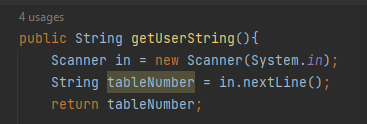 4 usages
public String getUserString(){
Scanner in = new Scanner(System.in);
String tableNumber = in.nextLine();
return tableNumber;